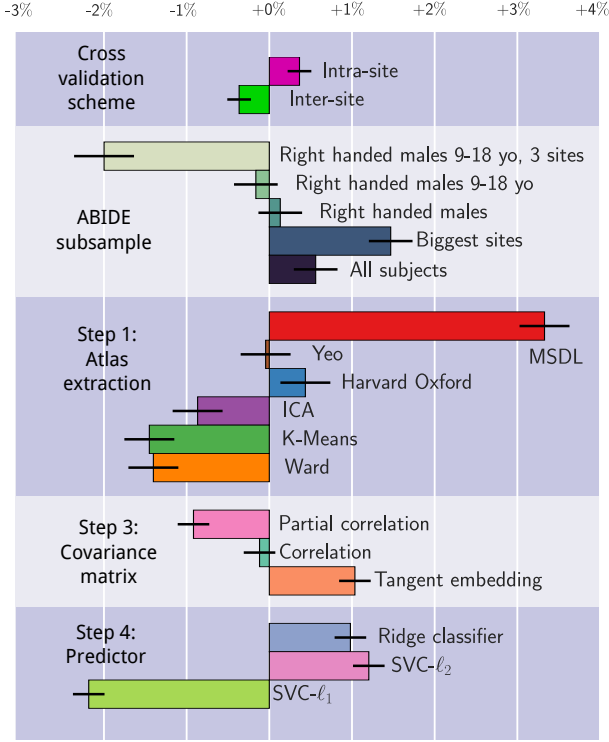 -3% -2% -1% +0% +1% +2% +3% +4%
Cross
validation
scheme
Intra-site
Inter-site
ABIDE
subsample
Right handed males 9-18 yo, 3 sites
Right handed males 9-18 yo
Right handed males
Biggest sites
All subjects
Step 1:
Atlas
extraction
MSDL
Yeo
Harvard Oxford
ICA
K-Means
Ward
Step 3:
Covariance
matrix
Partial correlation
Correlation
Tangent embedding
Step 4:
Predictor
Ridge classifier
SVC-ℓ₂
SVC-ℓ₁